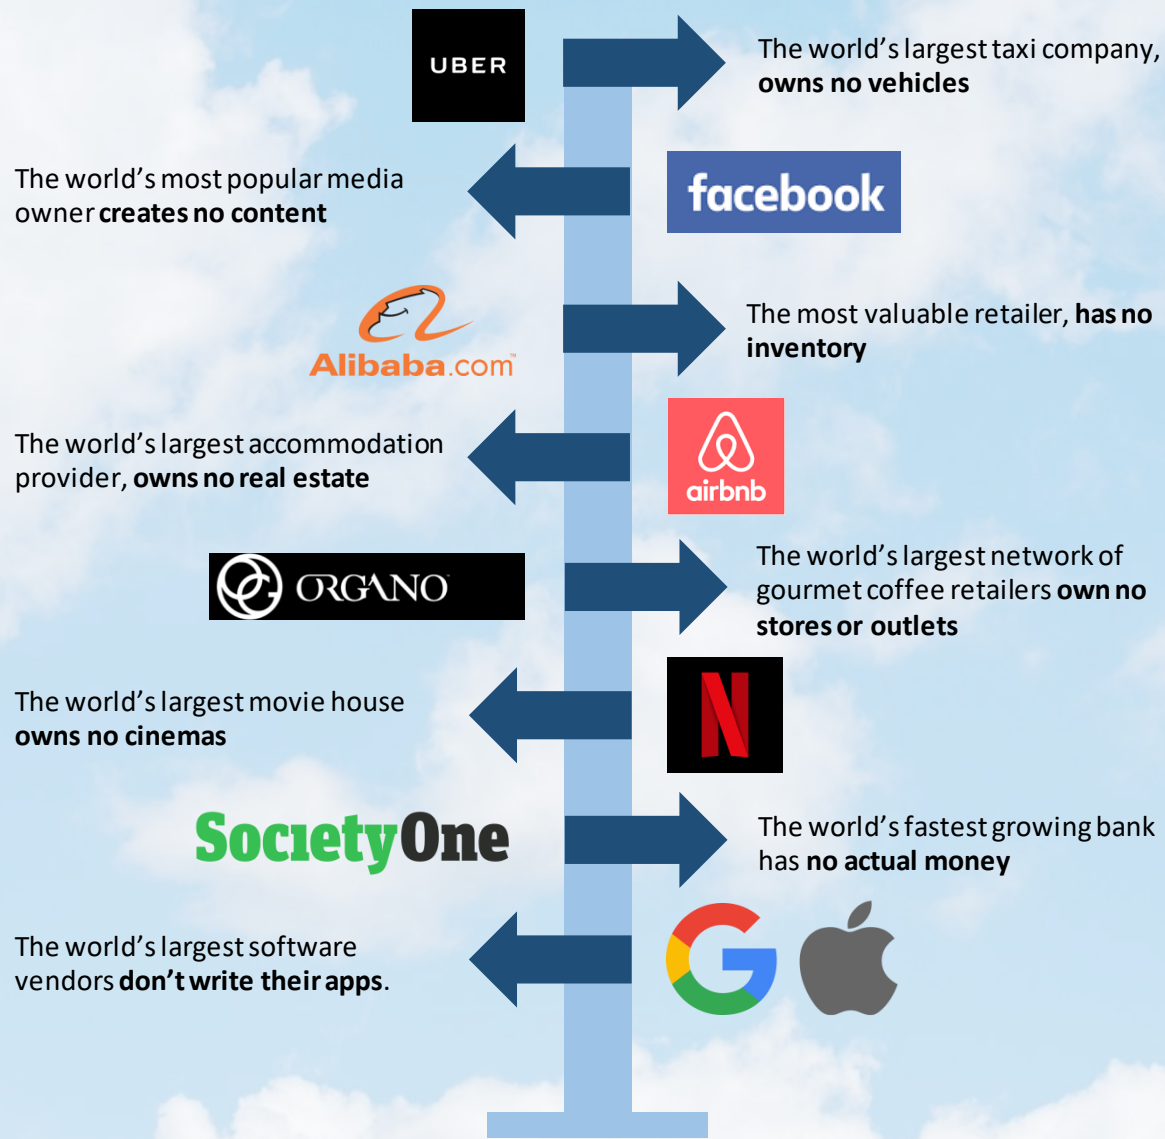 UBER
The world's largest taxi company,
owns no vehicles
The world's most popular media
owner creates no content
facebook
Alibaba.com™
The most valuable retailer, has no
inventory
The world's largest accommodation
provider, owns no real estate
airbnb
ORGANO
The world's largest network of
gourmet coffee retailers own no
stores or outlets
The world's largest movie house
owns no cinemas
N
SocietyOne
The world's fastest growing bank
has no actual money
The world's largest software
vendors don't write their apps.
G